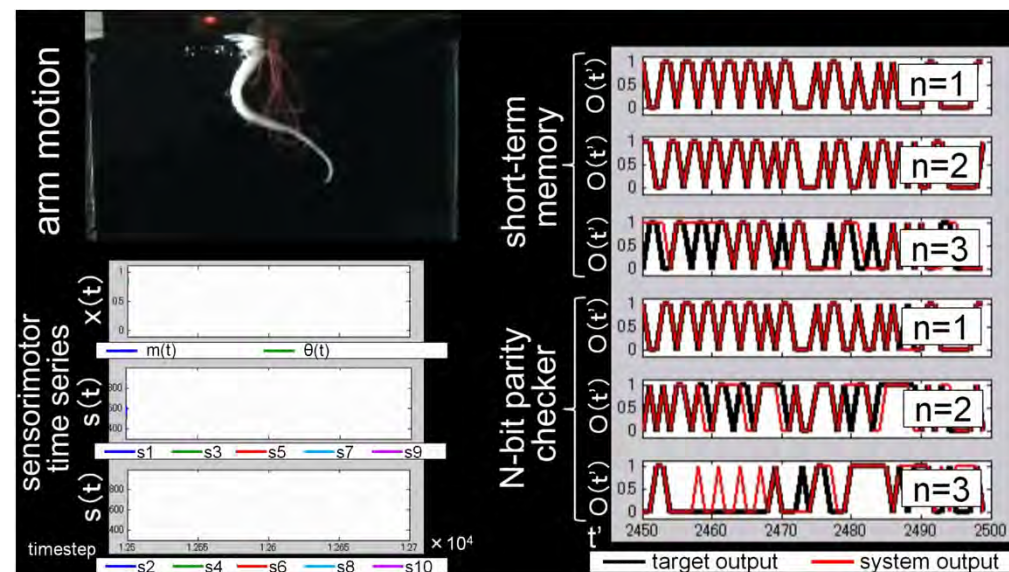 arm motion
sensorimotor
time series
x(t)
1
0.5
0
m(t) θ(t)
s(t)
800
600
400
s1 s3 s5 s7 s9
s(t)
800
600
400
timestep 1.25 1.255 1.26 1.265 1.27 ×10⁴
s2 s4 s6 s8 s10
short-term
memory
O(t')
1
0.5
0
n=1
O(t')
1
0.5
0
n=2
O(t')
1
0.5
0
n=3
N-bit parity
checker
O(t')
1
0.5
0
n=1
O(t')
1
0.5
0
n=2
O(t')
1
0.5
0
n=3
t' 2450 2460 2470 2480 2490 2500
target output system output